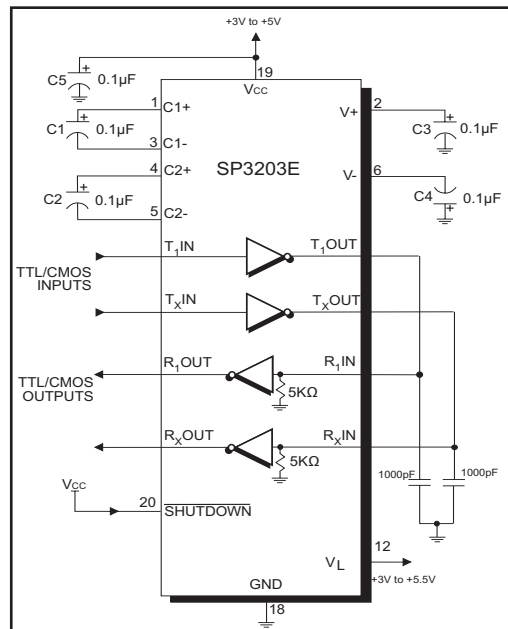 +3V to +5V
C5
+
0.1µF
19
VCC
1
C1+
C1
+
0.1µF
3
C1-
4
C2+
C2
+
0.1µF
5
C2-
SP3203E
V+
2
C3
+
0.1µF
V-
6
C4
+
0.1µF
TTL/CMOS
INPUTS
T1IN
T1OUT
TXIN
TXOUT
TTL/CMOS
OUTPUTS
R1OUT
R1IN
5KΩ
RXOUT
RXIN
5KΩ
1000pF
1000pF
VCC
20
SHUTDOWN
VL
12
+3V to +5.5V
GND
18